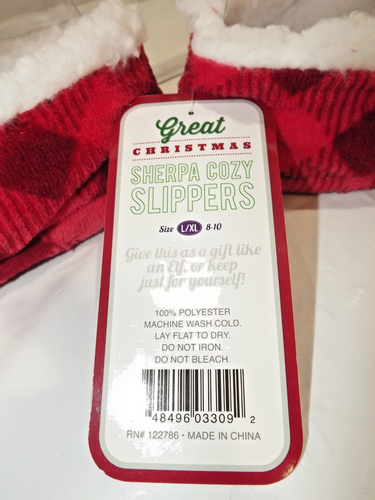 Great
CHRISTMAS
SHERPA COZY
SLIPPERS
Size L/XL 8-10
Give this as a gift like
an Elf, or keep
just for yourself!
100% POLYESTER
MACHINE WASH COLD.
LAY FLAT TO DRY.
DO NOT IRON.
DO NOT BLEACH.
48496 03309 2
RN# 122786 • MADE IN CHINA